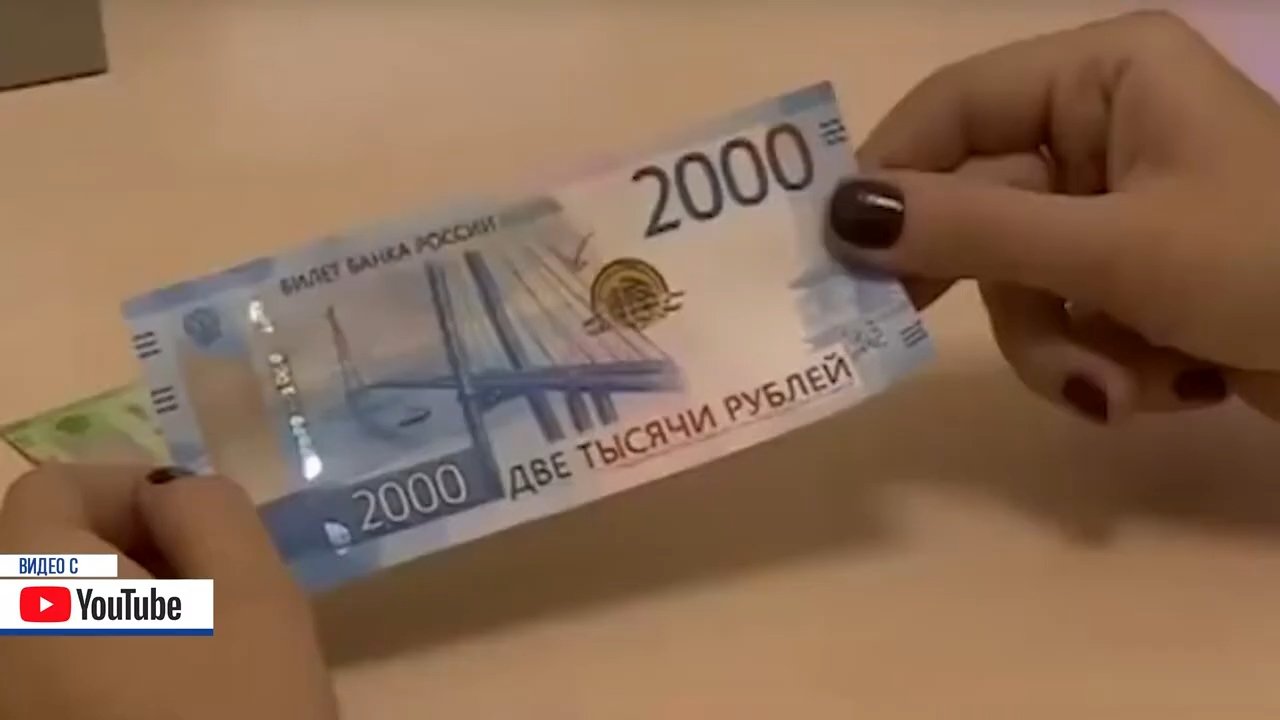 2000
БИЛЕТ БАНКА РОССИИ
ДВЕ ТЫСЯЧИ РУБЛЕЙ
2000
ВИДЕО С
YouTube